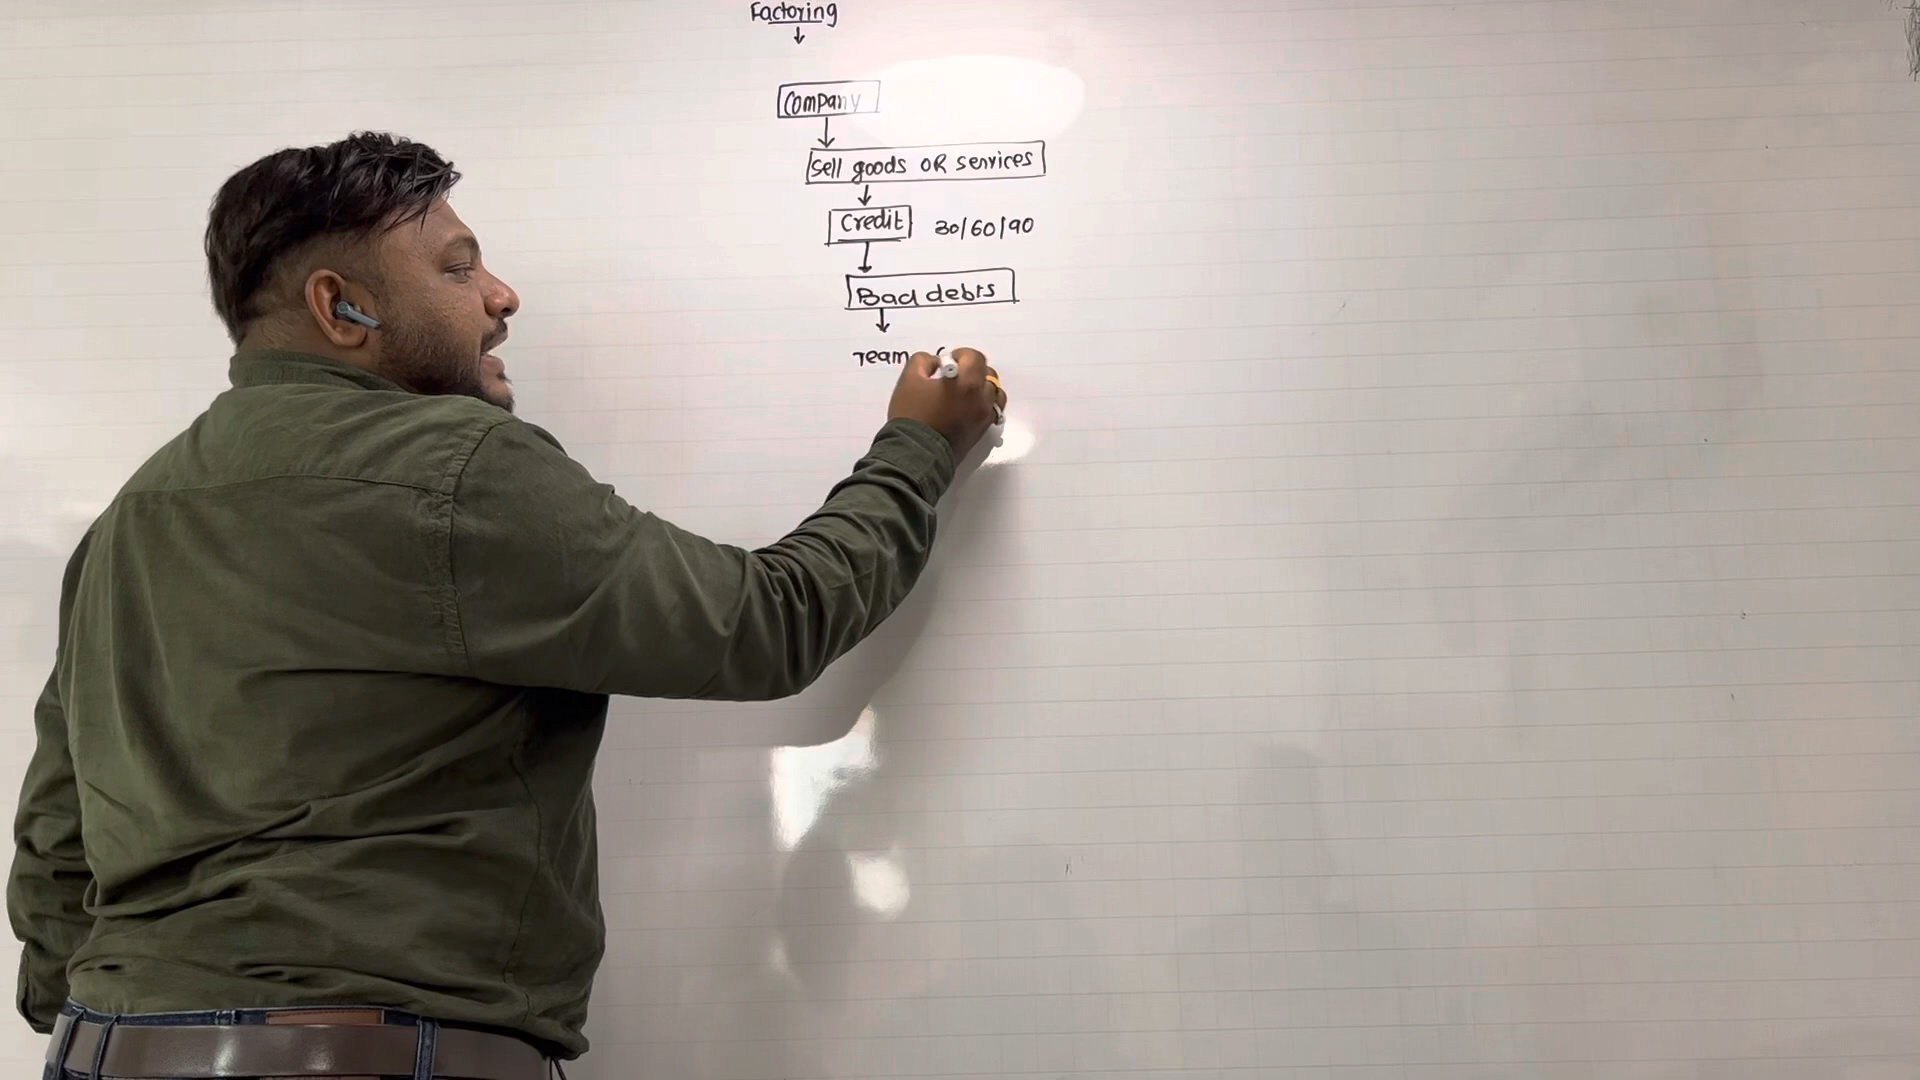 Factoring
Company
Sell goods OR services
Credit 30/60/90
Bad debts
Team